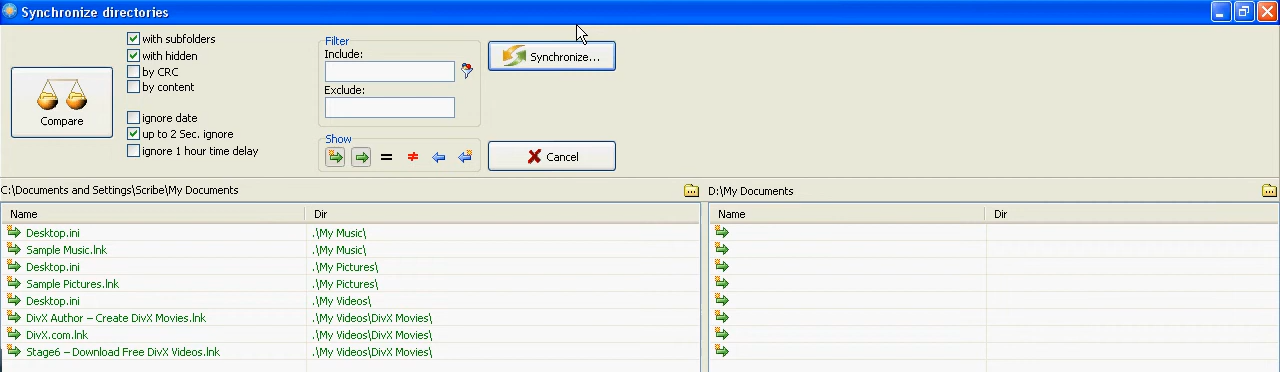 Synchronize directories
Compare
with subfolders
with hidden
by CRC
by content
ignore date
up to 2 Sec. ignore
ignore 1 hour time delay
Filter
Include:
Exclude:
Show
= ≠
Synchronize...
Cancel
C:\Documents and Settings\Scribe\My Documents
D:\My Documents
Name Dir Name Dir
Desktop.ini .\My Music\
Sample Music.lnk .\My Music\
Desktop.ini .\My Pictures\
Sample Pictures.lnk .\My Pictures\
Desktop.ini .\My Videos\
DivX Author – Create DivX Movies.lnk .\My Videos\DivX Movies\
DivX.com.lnk .\My Videos\DivX Movies\
Stage6 – Download Free DivX Videos.lnk .\My Videos\DivX Movies\